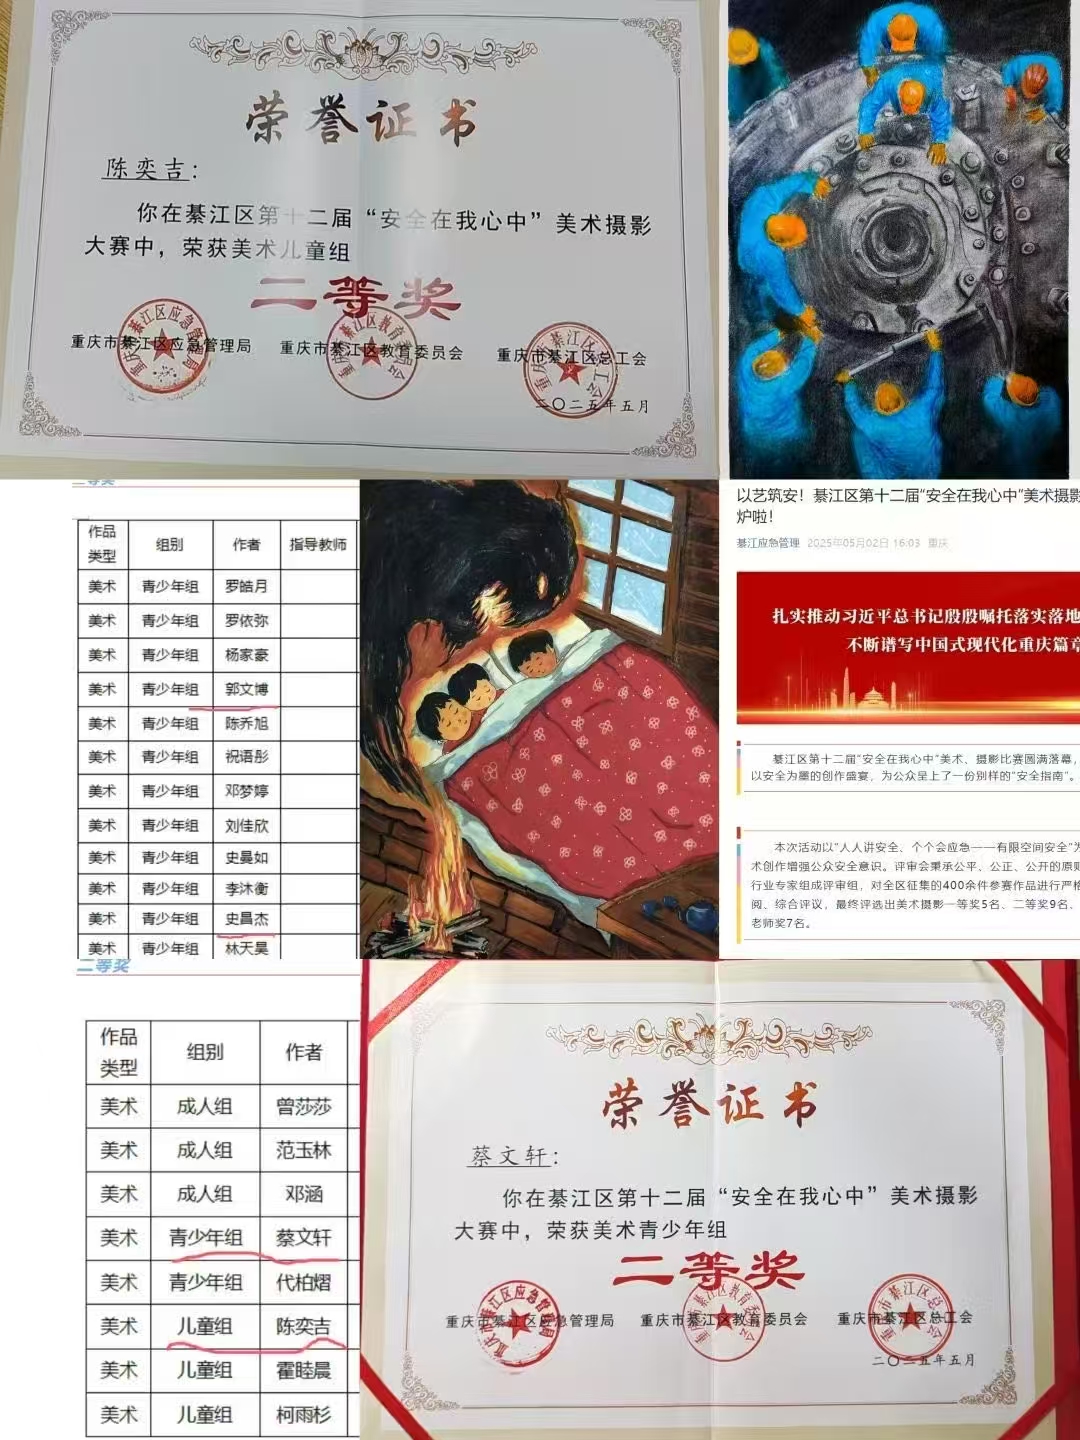 荣誉证书
陈奕吉：
你在綦江区第十二届“安全在我心中”美术摄影
大赛中，荣获美术儿童组
二等奖
重庆市綦江区应急管理局 重庆市綦江区教育委员会 重庆市綦江区总工会
二〇二五年五月
作品类型 组别 作者 指导教师
美术 青少年组 罗皓月
美术 青少年组 罗依弥
美术 青少年组 杨家豪
美术 青少年组 郭文博
美术 青少年组 陈乔旭
美术 青少年组 祝语彤
美术 青少年组 邓梦婷
美术 青少年组 刘佳欣
美术 青少年组 史曼如
美术 青少年组 李沐衡
美术 青少年组 史昌杰
美术 青少年组 林天昊
以艺筑安！綦江区第十二届“安全在我心中”美术摄影
炉啦！
綦江应急管理 2025年05月02日 16:03 重庆
扎实推动习近平总书记殷殷嘱托落实落地
不断谱写中国式现代化重庆篇章
綦江区第十二届“安全在我心中”美术、摄影比赛圆满落幕，
以安全为墨的创作盛宴，为公众呈上了一份别样的“安全指南”。
本次活动以“人人讲安全、个个会应急——有限空间安全”为
术创作增强公众安全意识。评审会秉承公平、公正、公开的原则
行业专家组成评审组，对全区征集的400余件参赛作品进行严格
阅、综合评议，最终评选出美术摄影一等奖5名、二等奖9名、
老师奖7名。
二等奖
作品类型 组别 作者
美术 成人组 曾莎莎
美术 成人组 范玉林
美术 成人组 邓涵
美术 青少年组 蔡文轩
美术 青少年组 代柏熠
美术 儿童组 陈奕吉
美术 儿童组 霍睦晨
美术 儿童组 柯雨杉
荣誉证书
蔡文轩：
你在綦江区第十二届“安全在我心中”美术摄影
大赛中，荣获美术青少年组
二等奖
重庆市綦江区应急管理局 重庆市綦江区教育委员会 重庆市綦江区总工会
二〇二五年五月